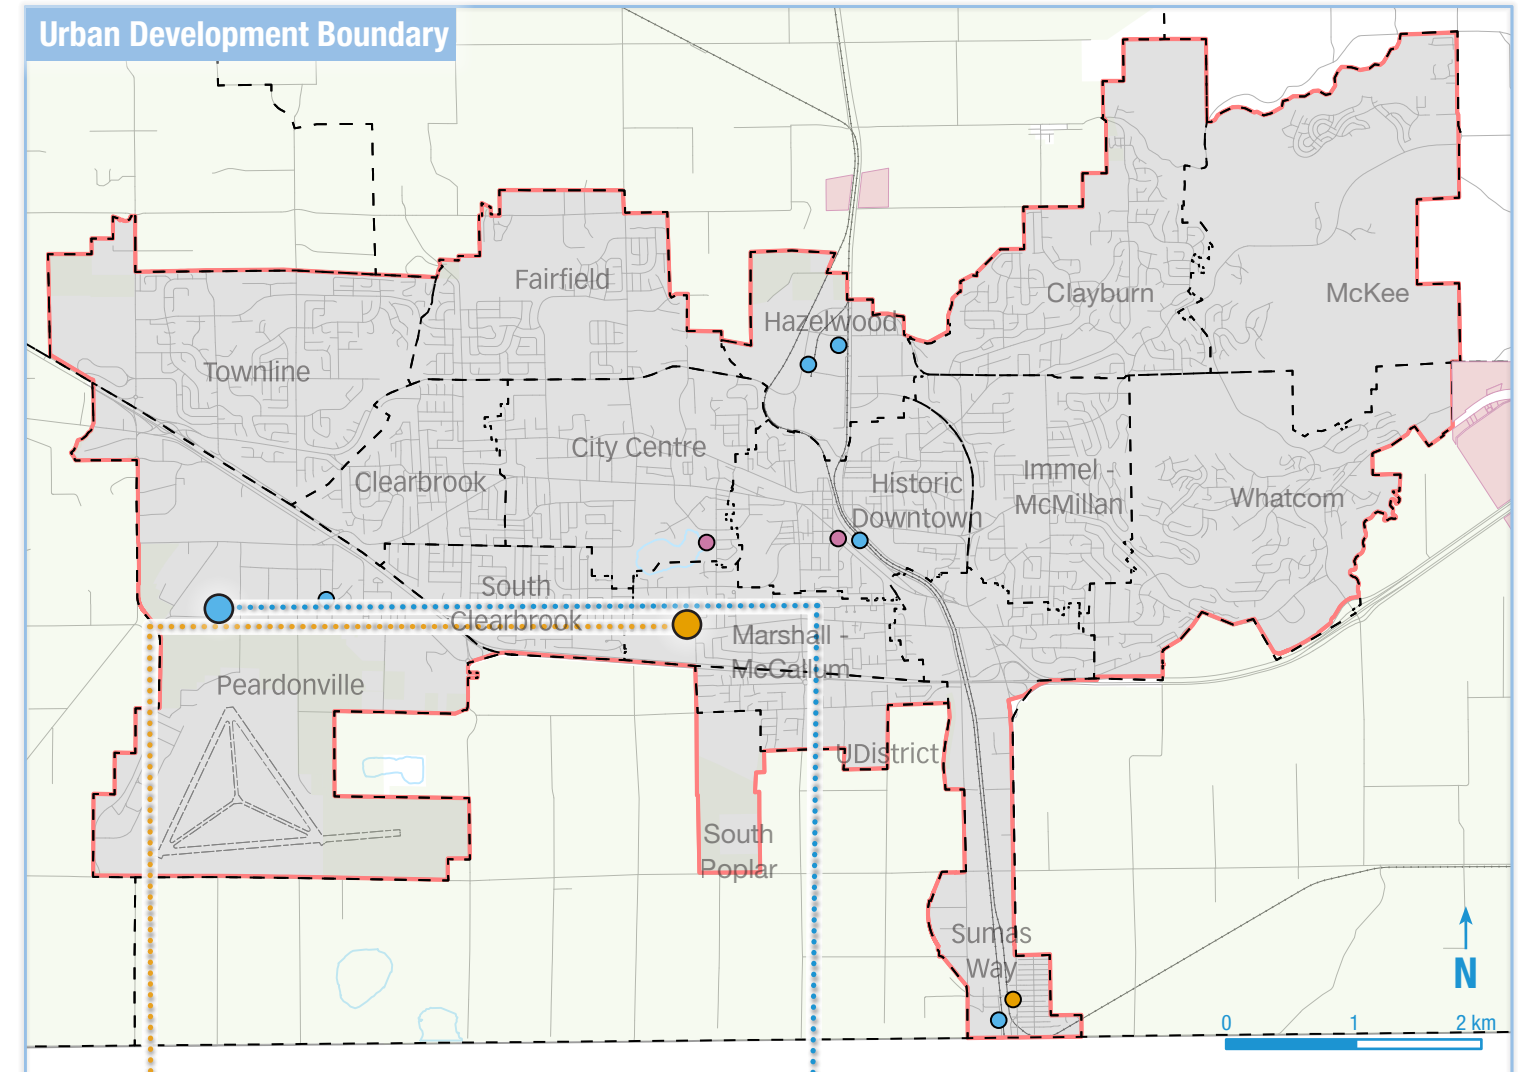 Urban Development Boundary
Fairfield
Clayburn
McKee
Hazelwood
Townline
City Centre
Clearbrook
Historic
Downtown
Immel -
McMillan
Whatcom
South
Clearbrook
Marshall -
McCallum
Peardonville
UDistrict
South
Poplar
Sumas
Way
N
0 1 2 km